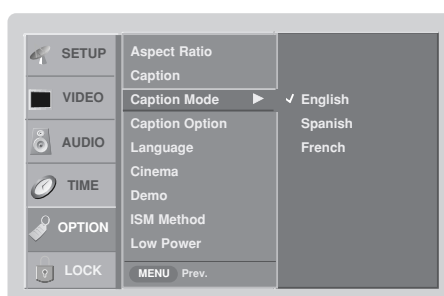 SETUP
VIDEO
AUDIO
TIME
OPTION
LOCK
Aspect Ratio
Caption
Caption Mode
Caption Option
Language
Cinema
Demo
ISM Method
Low Power
MENU Prev.
English
Spanish
French